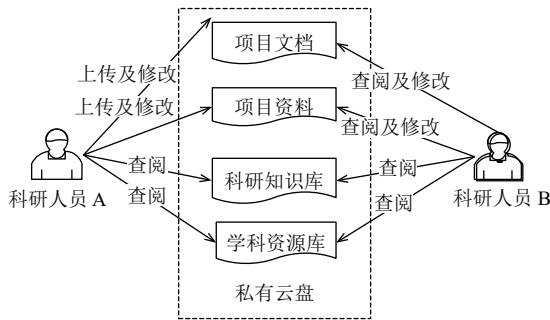 项目文档
上传及修改
查阅及修改
上传及修改
项目资料
查阅及修改
查阅
科研知识库
查阅
科研人员 A
科研人员 B
查阅
查阅
学科资源库
私有云盘